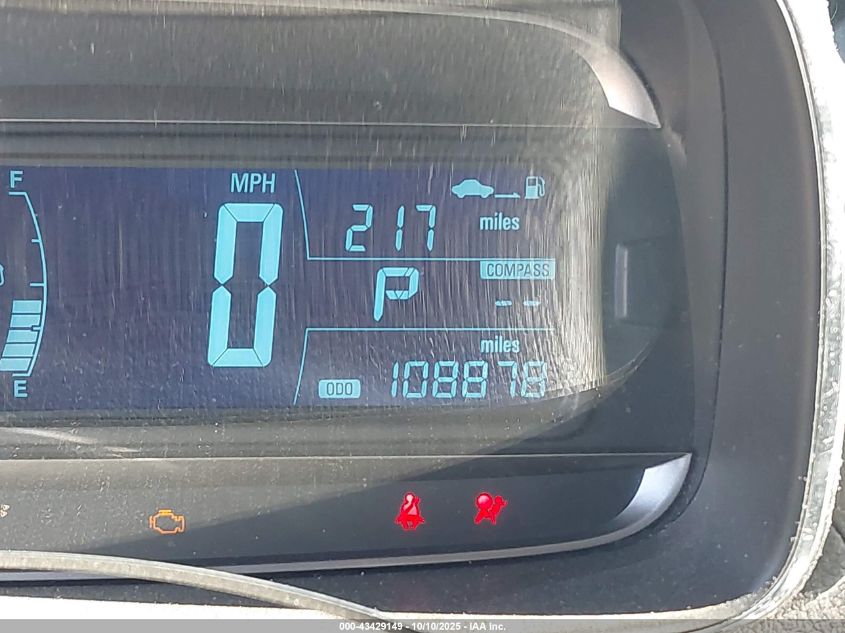 F
MPH
0
217
miles
P
COMPASS
--
miles
E
ODO
108878
000-43429149 - 10/10/2025 - IAA Inc.